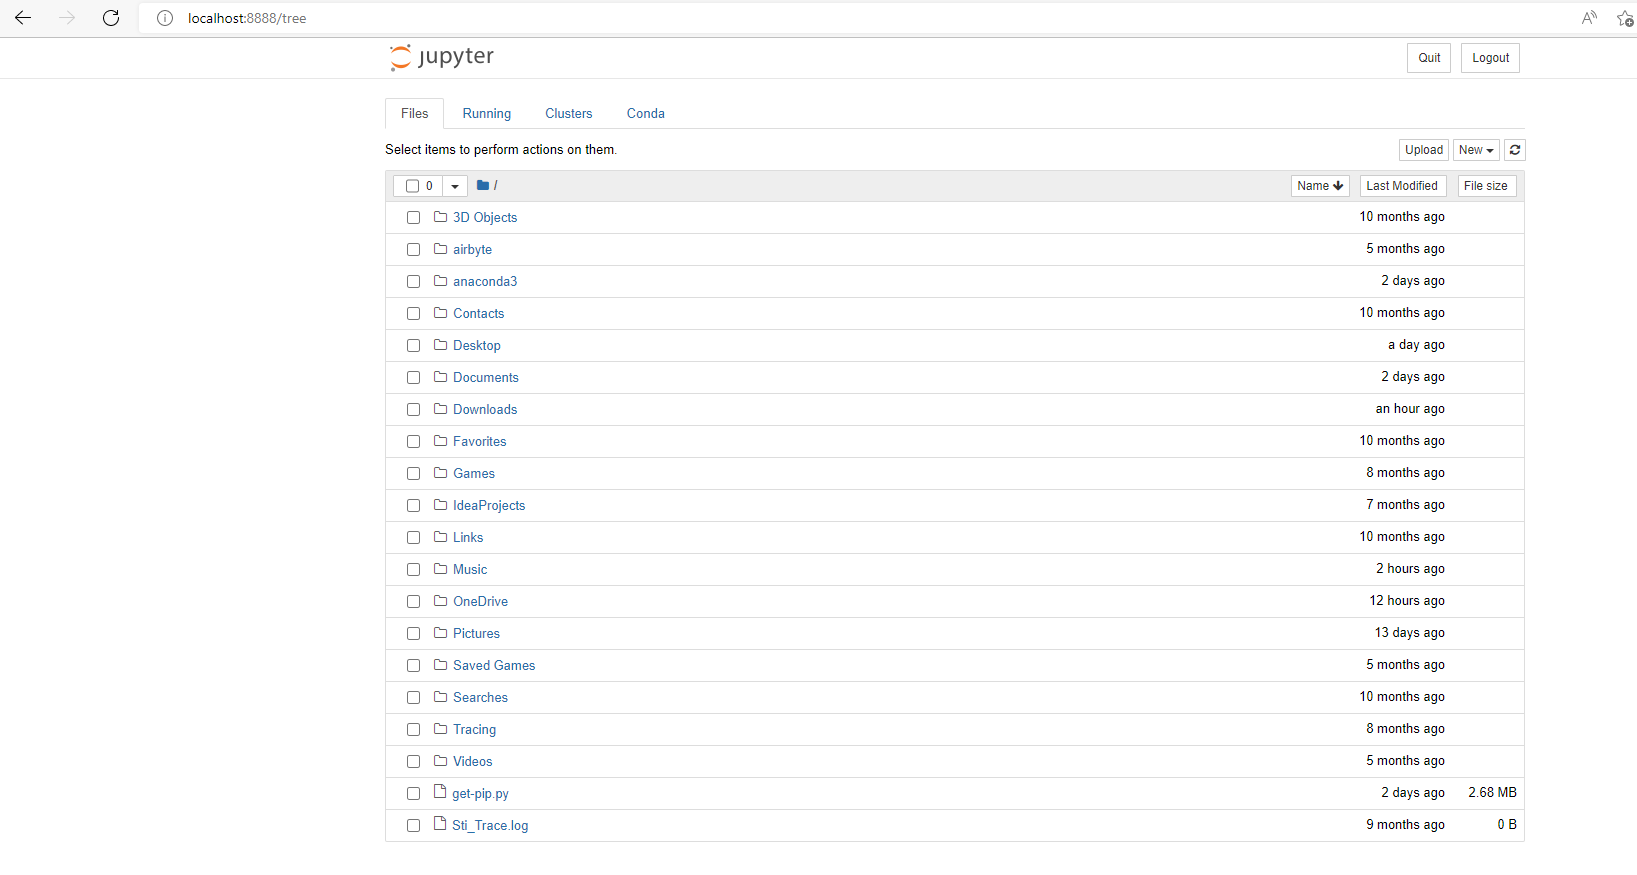 localhost:8888/tree
jupyter
Quit Logout
Files Running Clusters Conda
Select items to perform actions on them.
Upload New
0 / Name Last Modified File size
3D Objects 10 months ago
airbyte 5 months ago
anaconda3 2 days ago
Contacts 10 months ago
Desktop a day ago
Documents 2 days ago
Downloads an hour ago
Favorites 10 months ago
Games 8 months ago
IdeaProjects 7 months ago
Links 10 months ago
Music 2 hours ago
OneDrive 12 hours ago
Pictures 13 days ago
Saved Games 5 months ago
Searches 10 months ago
Tracing 8 months ago
Videos 5 months ago
get-pip.py 2 days ago 2.68 MB
Sti_Trace.log 9 months ago 0 B